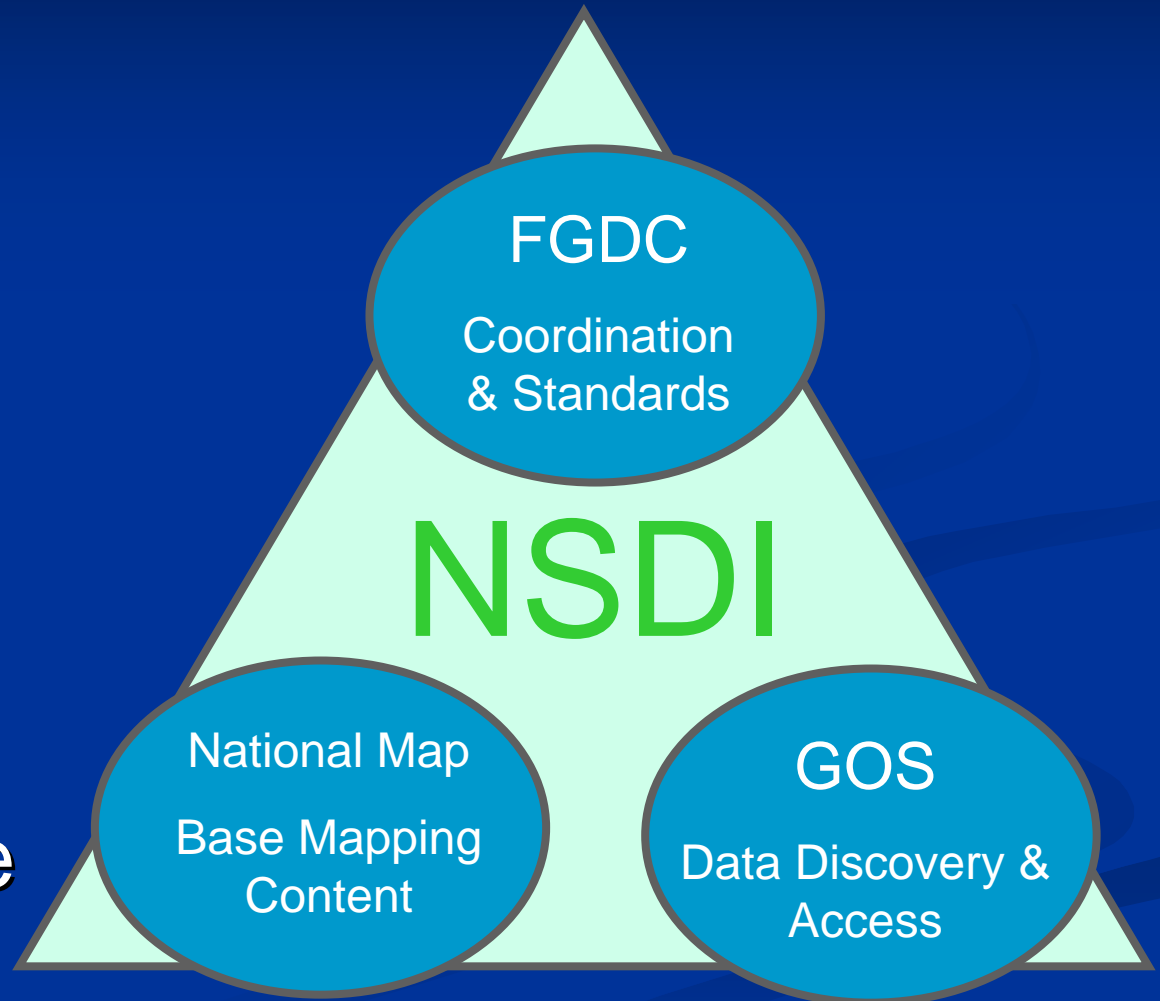 FGDC
Coordination
& Standards
NSDI
National Map
Base Mapping
Content
GOS
Data Discovery &
Access
e